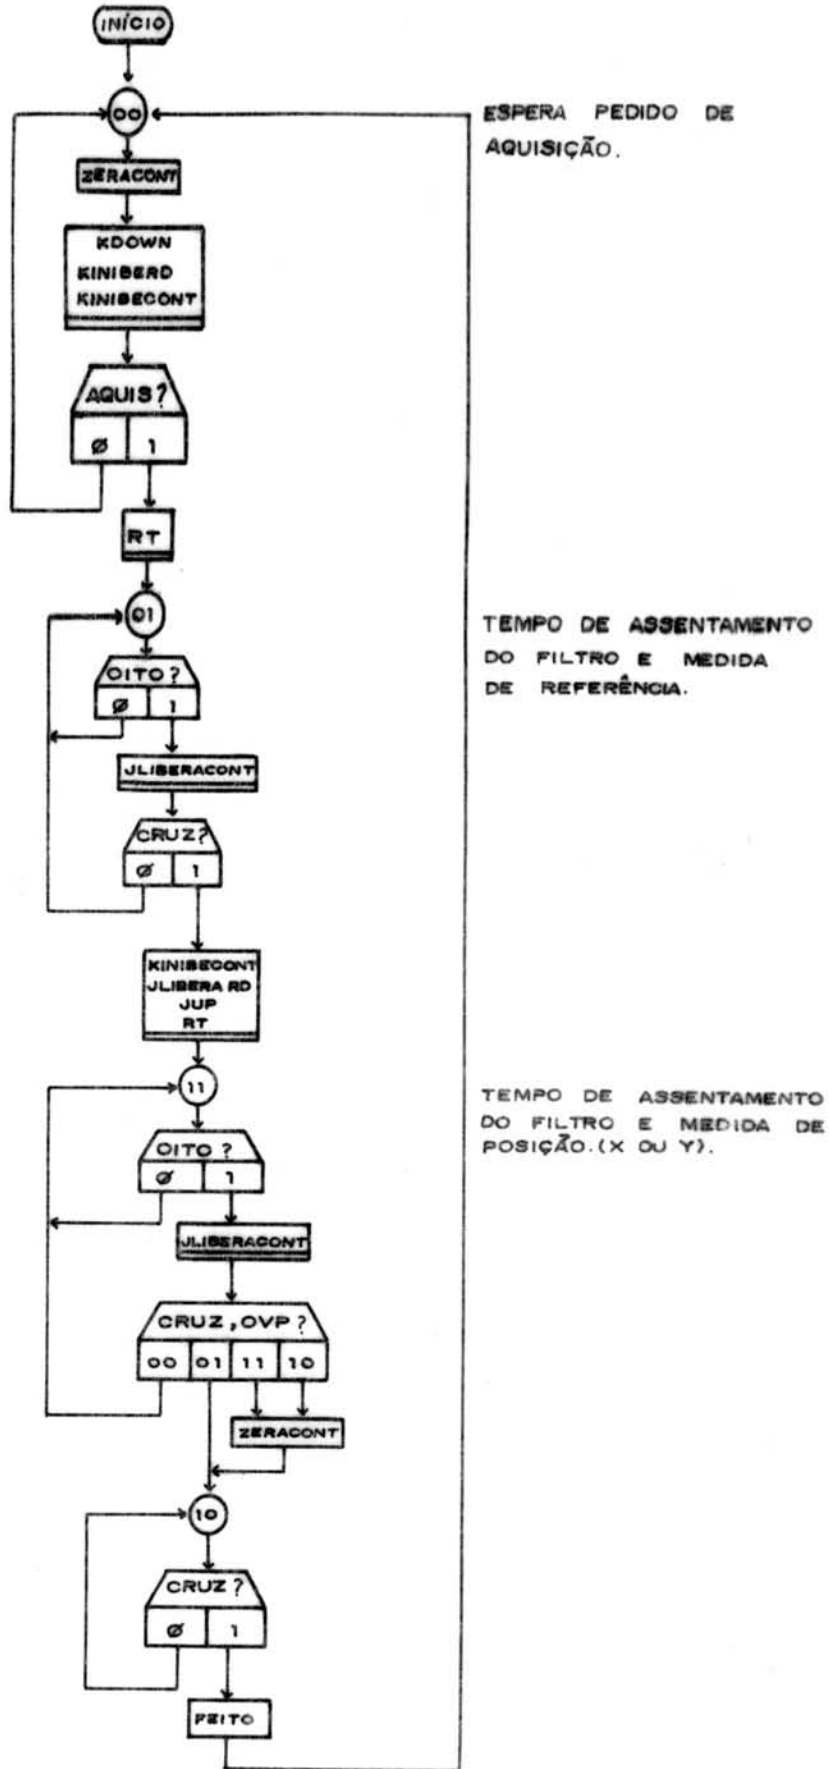 INÍCIO
00
ESPERA PEDIDO DE
AQUISIÇÃO.
ZERACONT
KDOWN
KINIBERD
KINIBECONT
AQUIS?
Ø 1
RT
01
TEMPO DE ASSENTAMENTO
DO FILTRO E MEDIDA
DE REFERÊNCIA.
OITO?
Ø 1
JLIBERACONT
CRUZ?
Ø 1
KINIBECONT
JLIBERA RD
JUP
RT
11
TEMPO DE ASSENTAMENTO
DO FILTRO E MEDIDA DE
POSIÇÃO.(X OU Y).
OITO?
Ø 1
JLIBERACONT
CRUZ,OVP?
00 01 11 10
ZERACONT
10
CRUZ?
Ø 1
FEITO